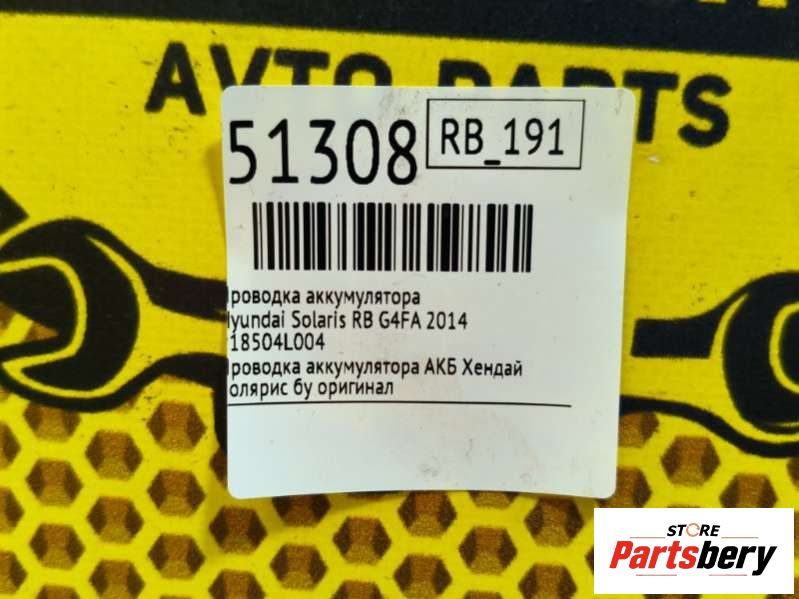 AVTO PARTS
51308
RB_191
роводка аккумулятора
yundai Solaris RB G4FA 2014
18504L004
роводка аккумулятора АКБ Хендай
олярис бу оригинал
STORE
Partsbery